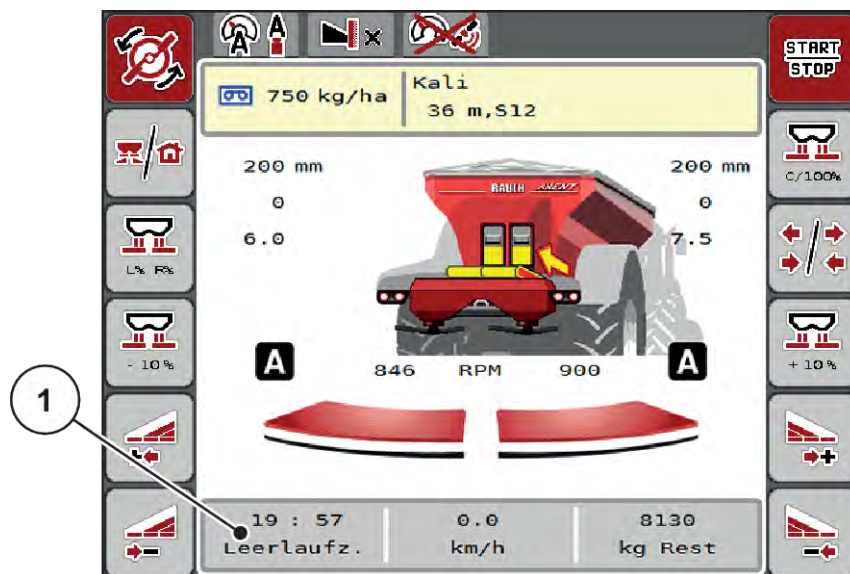 A A
START
STOP
750 kg/ha
Kali
36 m,S12
200 mm
200 mm
C/100%
0
0
RAUCH AXENT
6.0
7.5
L% R%
- 10%
A
846 RPM 900
A
+ 10%
1
19 : 57
Leerlaufz.
0.0
km/h
8130
kg Rest